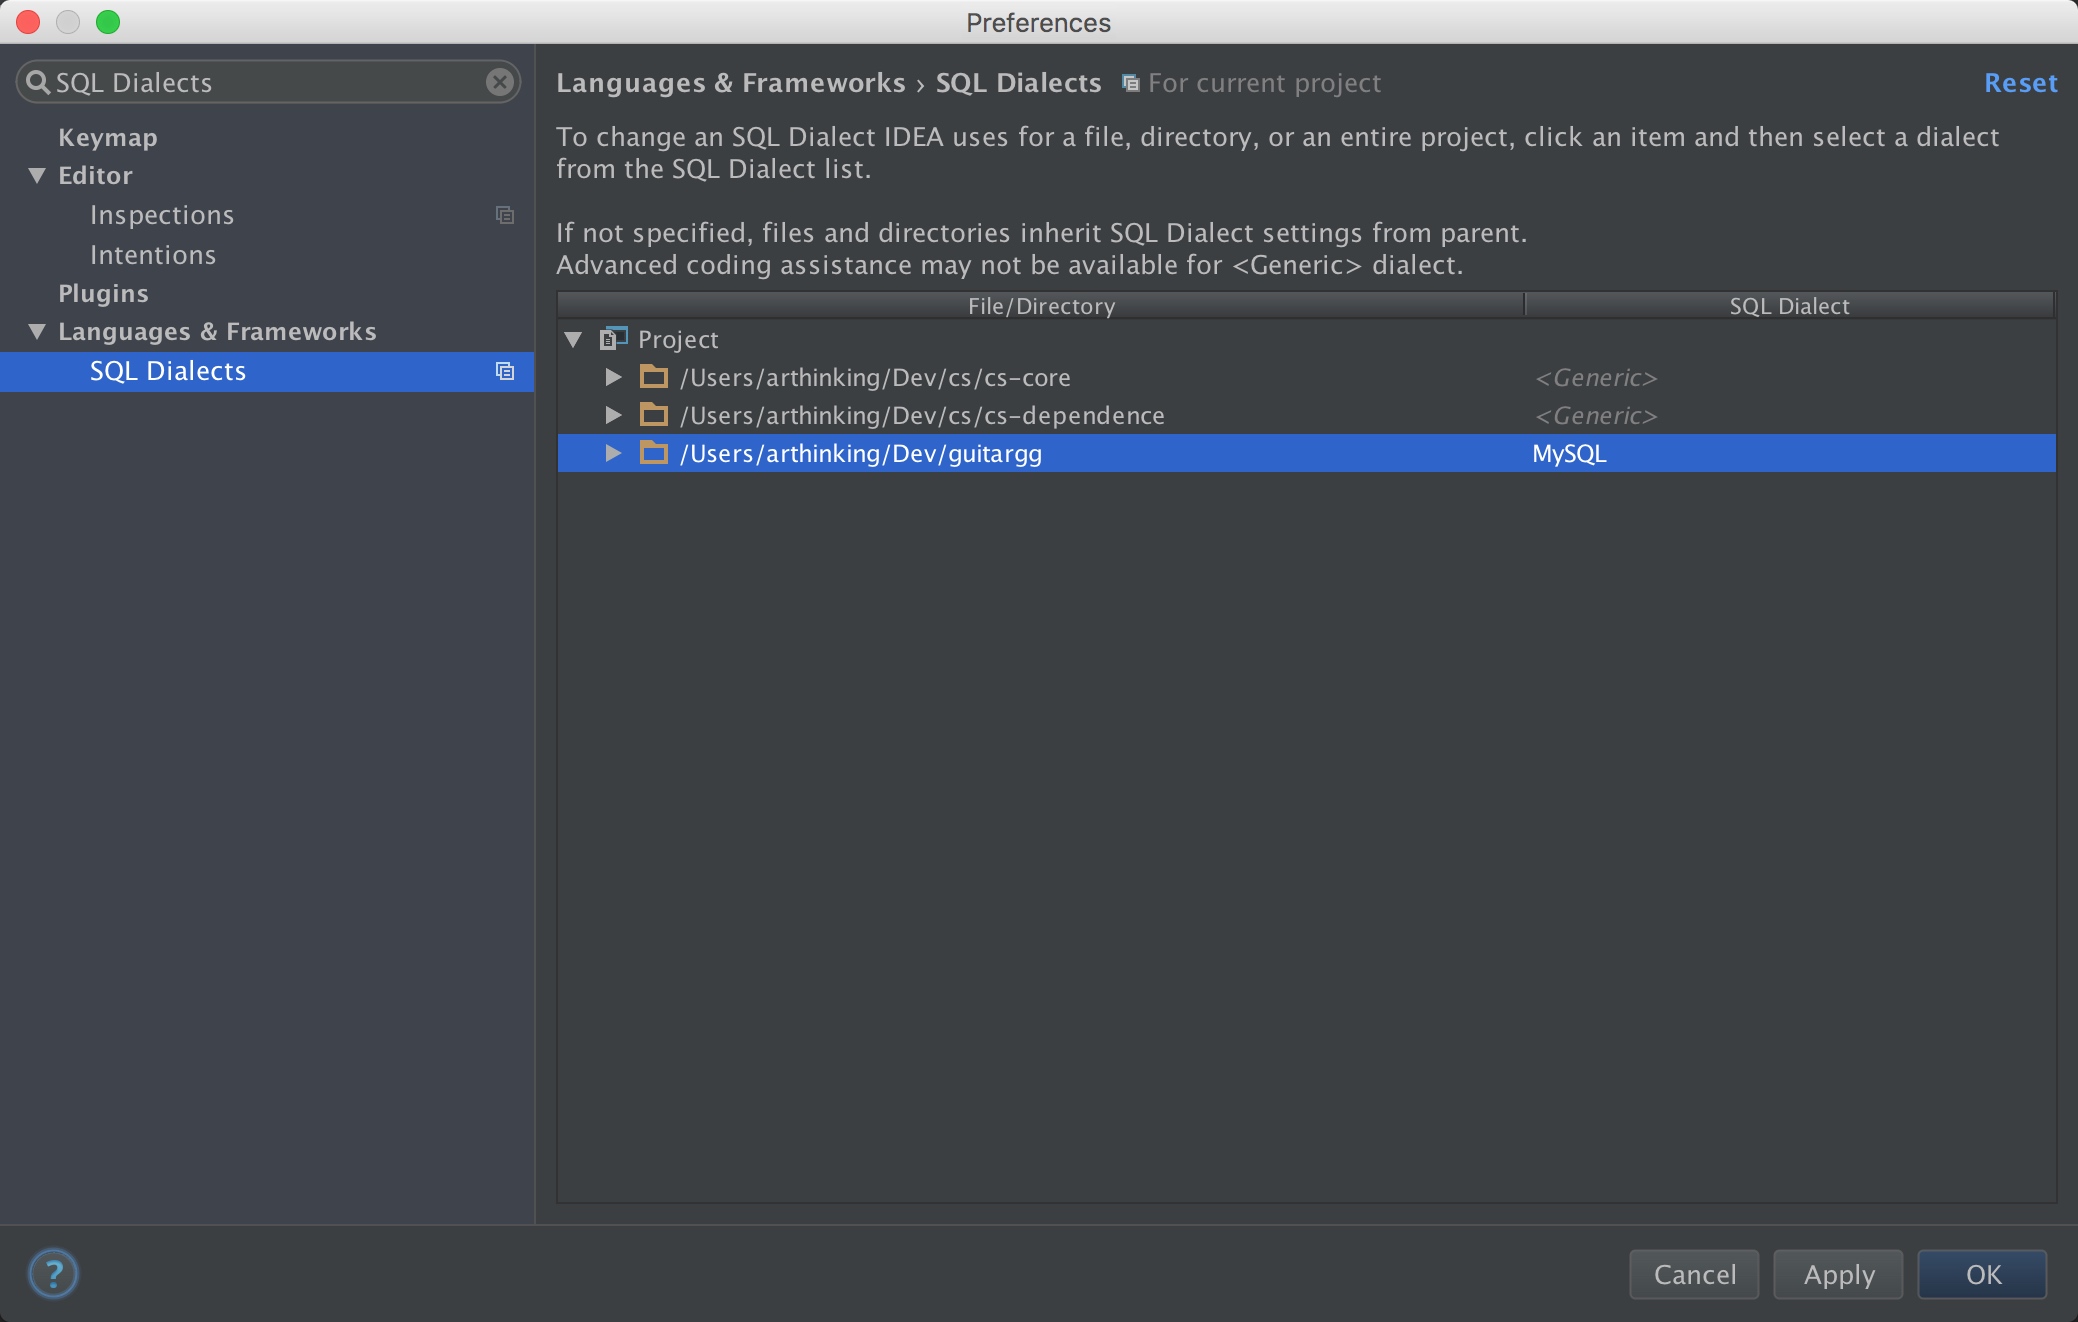 Preferences
SQL Dialects
Keymap
Editor
Inspections
Intentions
Plugins
Languages & Frameworks
SQL Dialects
Languages & Frameworks › SQL Dialects For current project
Reset
To change an SQL Dialect IDEA uses for a file, directory, or an entire project, click an item and then select a dialect
from the SQL Dialect list.
If not specified, files and directories inherit SQL Dialect settings from parent.
Advanced coding assistance may not be available for <Generic> dialect.
File/Directory SQL Dialect
Project
/Users/arthinking/Dev/cs/cs-core <Generic>
/Users/arthinking/Dev/cs/cs-dependence <Generic>
/Users/arthinking/Dev/guitargg MySQL
?
Cancel Apply OK